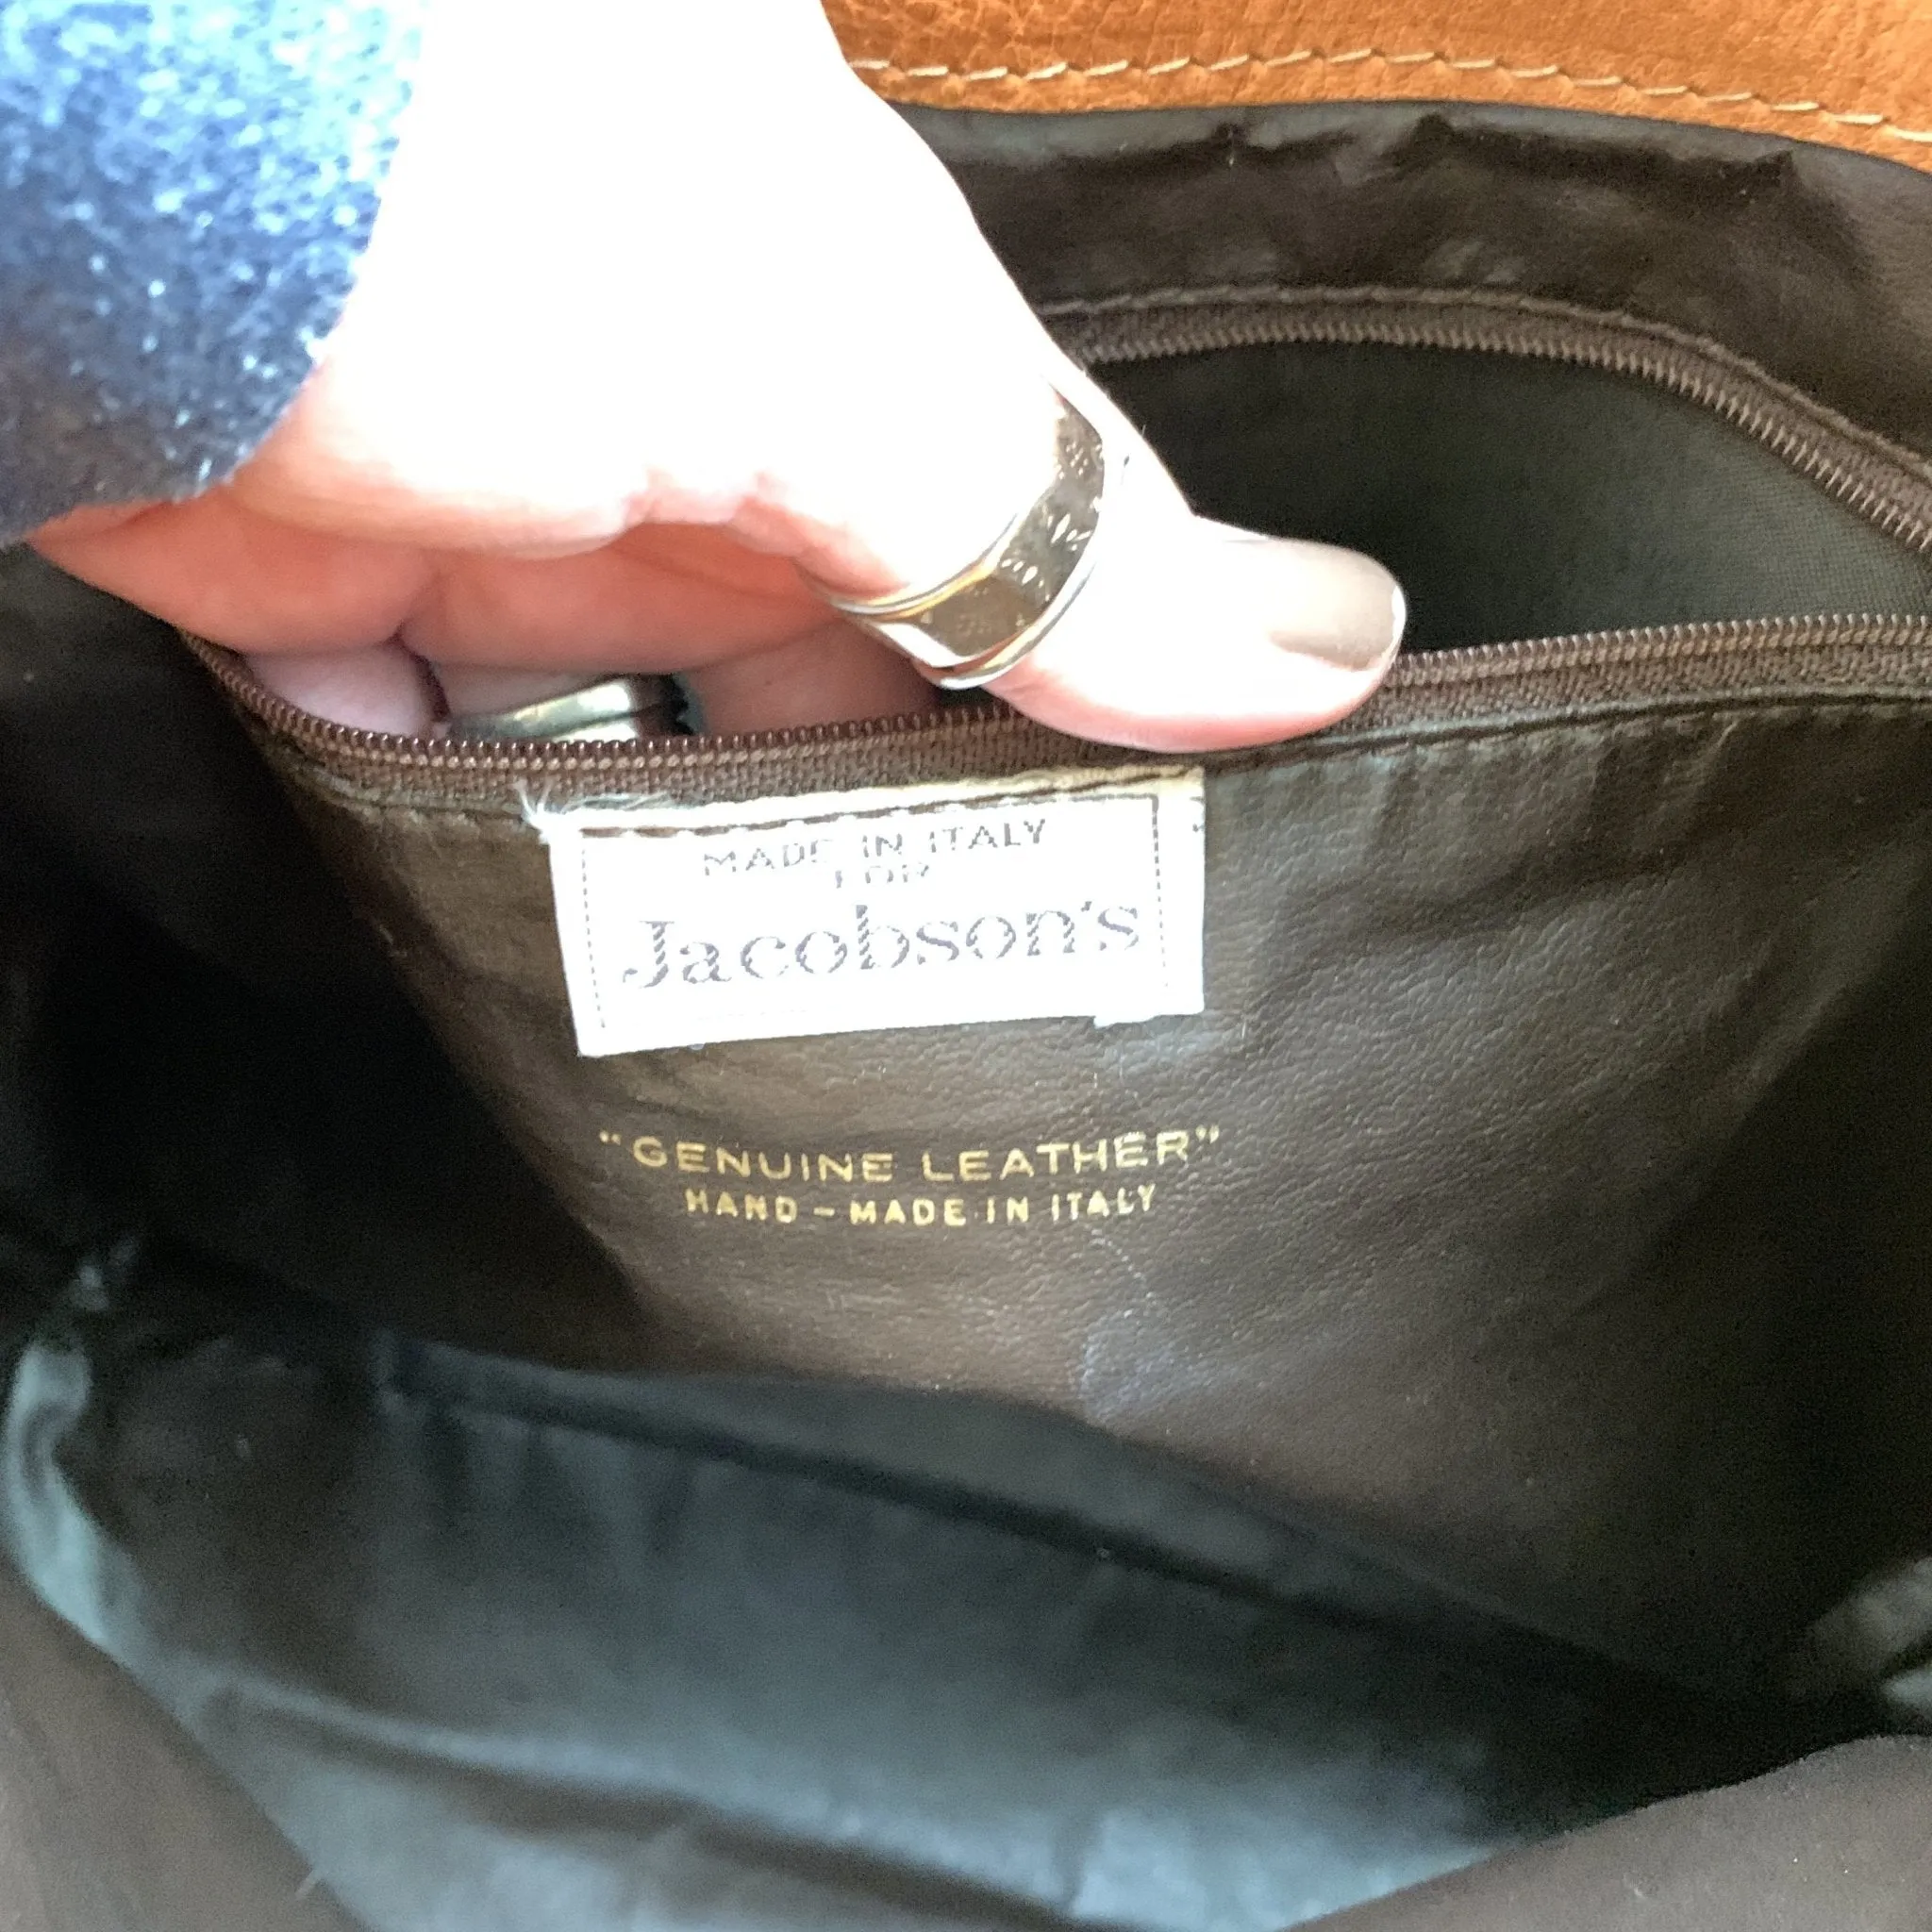 MADE IN ITALY
FOR
Jacobson's
"GENUINE LEATHER"
HAND-MADE IN ITALY